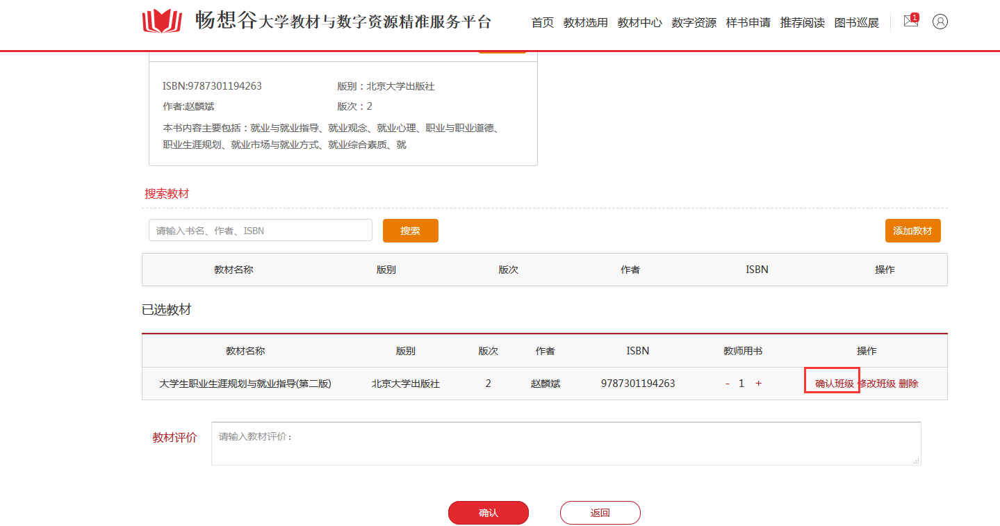 畅想谷大学教材与数字资源精准服务平台
首页 教材选用 教材中心 数字资源 样书申请 推荐阅读 图书巡展 1
ISBN:9787301194263 版别：北京大学出版社
作者:赵麟斌 版次：2
本书内容主要包括：就业与就业指导、就业观念、就业心理、职业与职业道德、
职业生涯规划、就业市场与就业方式、就业综合素质、就
搜索教材
请输入书名、作者、ISBN 搜索 添加教材
教材名称 版别 版次 作者 ISBN 操作
已选教材
教材名称 版别 版次 作者 ISBN 教师用书 操作
大学生职业生涯规划与就业指导(第二版) 北京大学出版社 2 赵麟斌 9787301194263 - 1 + 确认班级 修改班级 删除
教材评价 请输入教材评价：
确认 返回